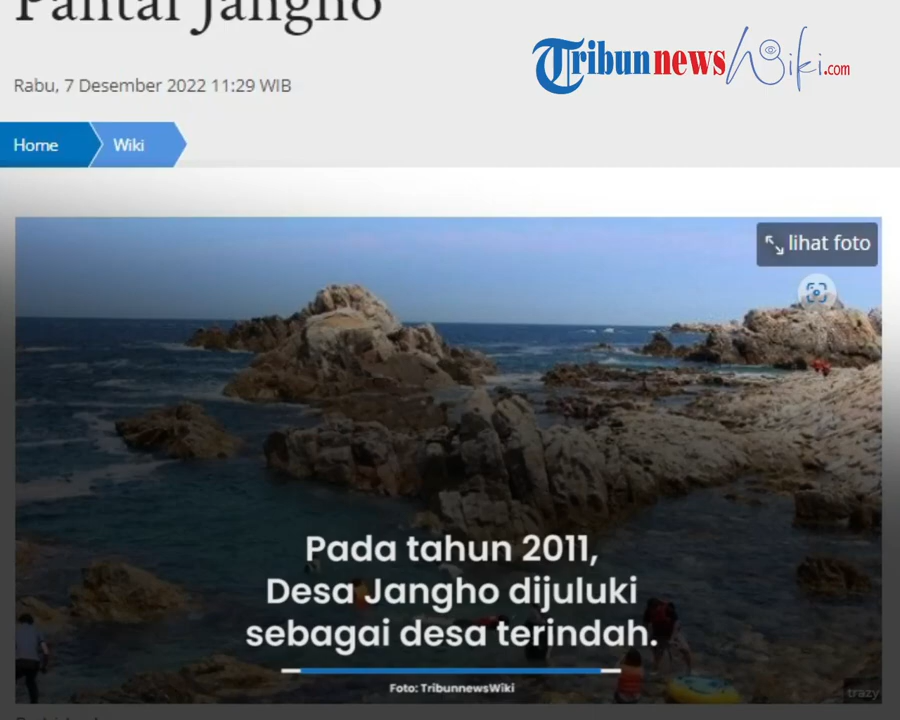 Pantai Jangho
TribunnewsWiki.com
Rabu, 7 Desember 2022 11:29 WIB
Home
Wiki
lihat foto
Pada tahun 2011,
Desa Jangho dijuluki
sebagai desa terindah.
Foto: TribunnewsWiki
trazy